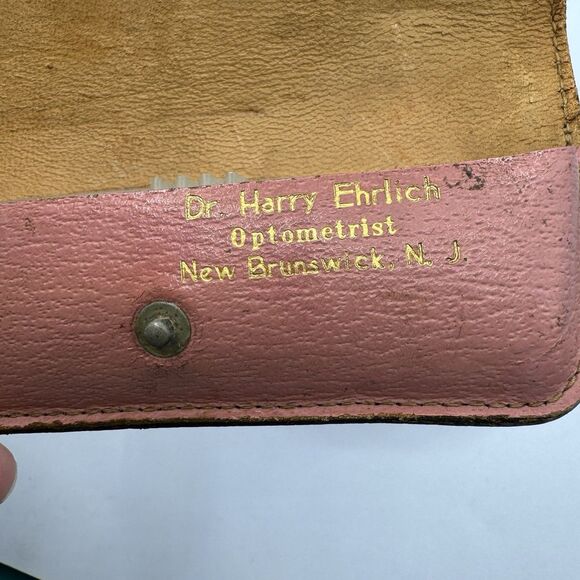 Dr. Harry Ehrlich
Optometrist
New Brunswick, N. J.